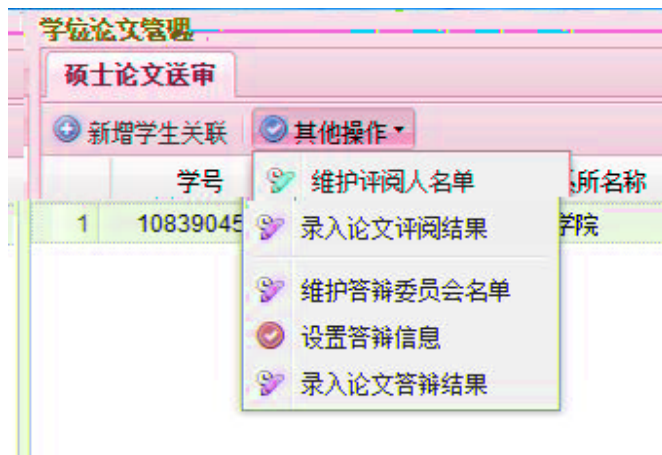 学位论文管理
硕士论文送审
新增学生关联 其他操作
学号 所名称
维护评阅人名单
1 10839045 学院
录入论文评阅结果
维护答辩委员会名单
设置答辩信息
录入论文答辩结果